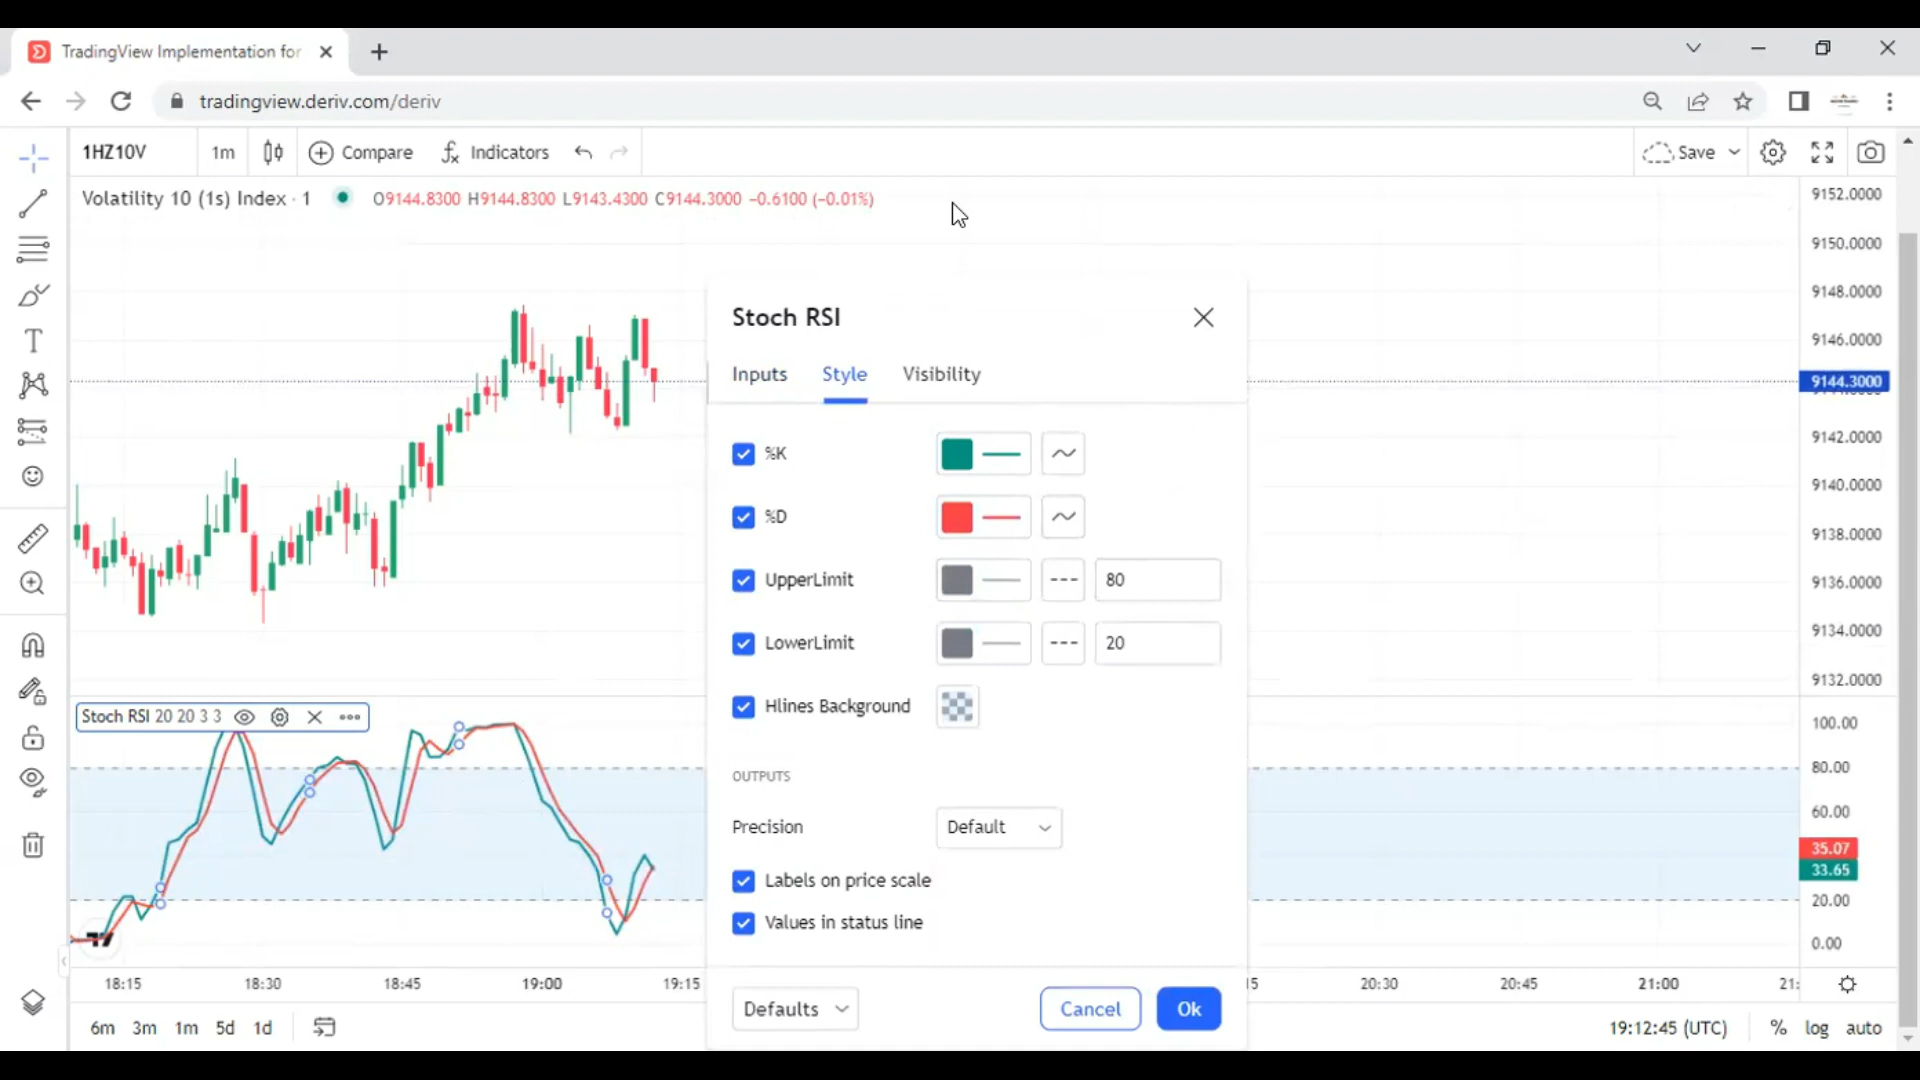 TradingView Implementation for
tradingview.deriv.com/deriv
1HZ10V 1m Compare Indicators Save
Volatility 10 (1s) Index · 1 O9144.8300 H9144.8300 L9143.4300 C9144.3000 −0.6100 (−0.01%)
9152.0000
9150.0000
9148.0000
9146.0000
9144.3000
9142.0000
9140.0000
9138.0000
9136.0000
9134.0000
9132.0000
Stoch RSI
Inputs Style Visibility
%K
%D
UpperLimit 80
LowerLimit 20
Hlines Background
OUTPUTS
Precision Default
Labels on price scale
Values in status line
Defaults Cancel Ok
Stoch RSI 20 20 3 3
100.00
80.00
60.00
35.07
33.65
20.00
0.00
18:15 18:30 18:45 19:00 19:15 15 20:30 20:45 21:00 21:
6m 3m 1m 5d 1d 19:12:45 (UTC) % log auto